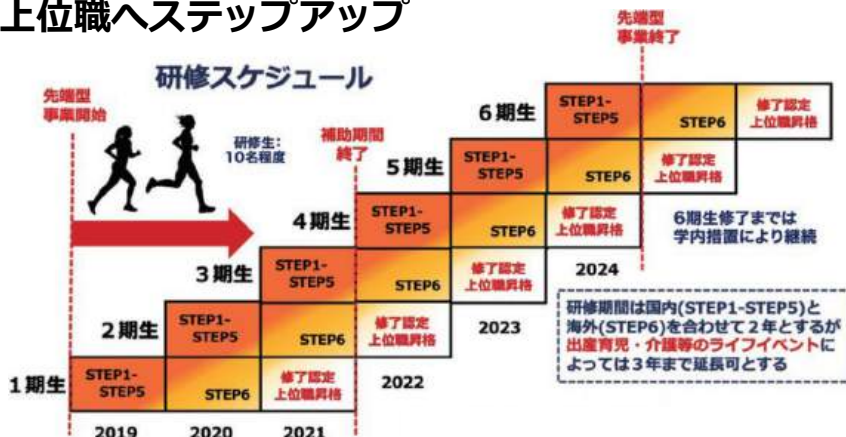 上位職へステップアップ
研修スケジュール
先端型
事業開始
研修生:
10名程度
補助期間
終了
先端型
事業終了
6期生
STEP1-
STEP5
STEP6
修了認定
上位職昇格
5期生
STEP1-
STEP5
STEP6
修了認定
上位職昇格
4期生
STEP1-
STEP5
STEP6
修了認定
上位職昇格
6期生修了までは
学内措置により継続
3期生
STEP1-
STEP5
STEP6
修了認定
上位職昇格
2024
2期生
STEP1-
STEP5
STEP6
修了認定
上位職昇格
2023
研修期間は国内(STEP1-STEP5)と
海外(STEP6)を合わせて2年とするが
出産育児・介護等のライフイベントに
よっては3年まで延長可とする
1期生
STEP1-
STEP5
STEP6
修了認定
上位職昇格
2022
2019
2020
2021